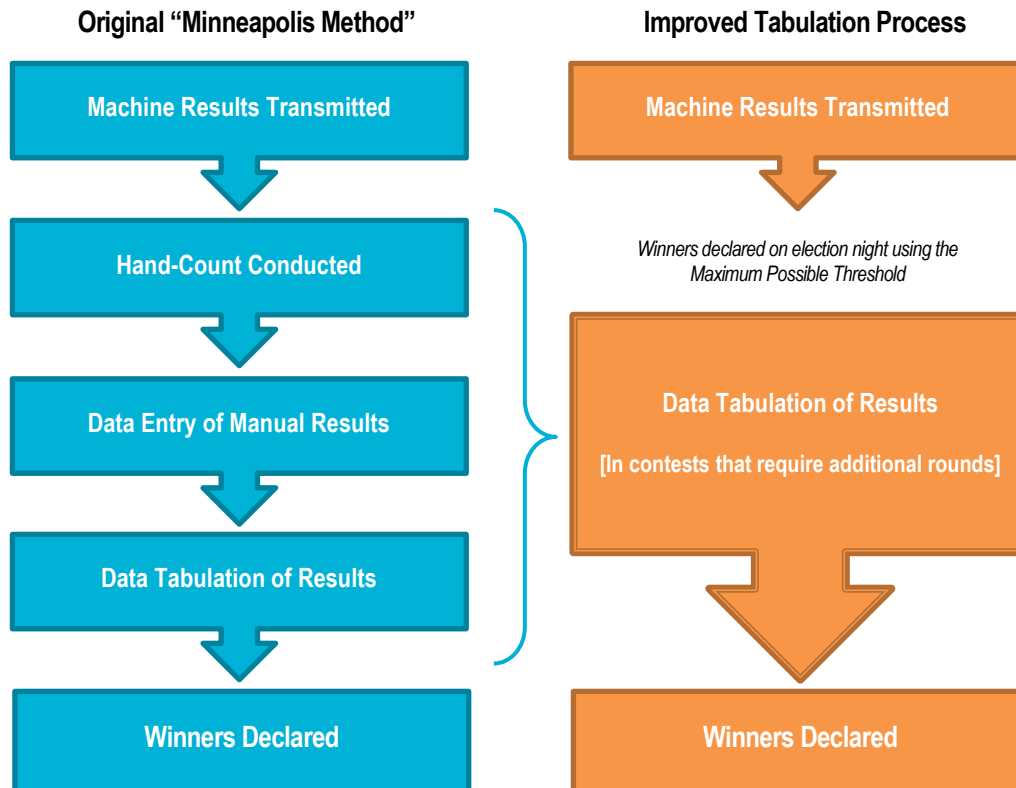 Original “Minneapolis Method”
Machine Results Transmitted
Hand-Count Conducted
Data Entry of Manual Results
Data Tabulation of Results
Winners Declared
Improved Tabulation Process
Machine Results Transmitted
Winners declared on election night using the
Maximum Possible Threshold
Data Tabulation of Results
[In contests that require additional rounds]
Winners Declared